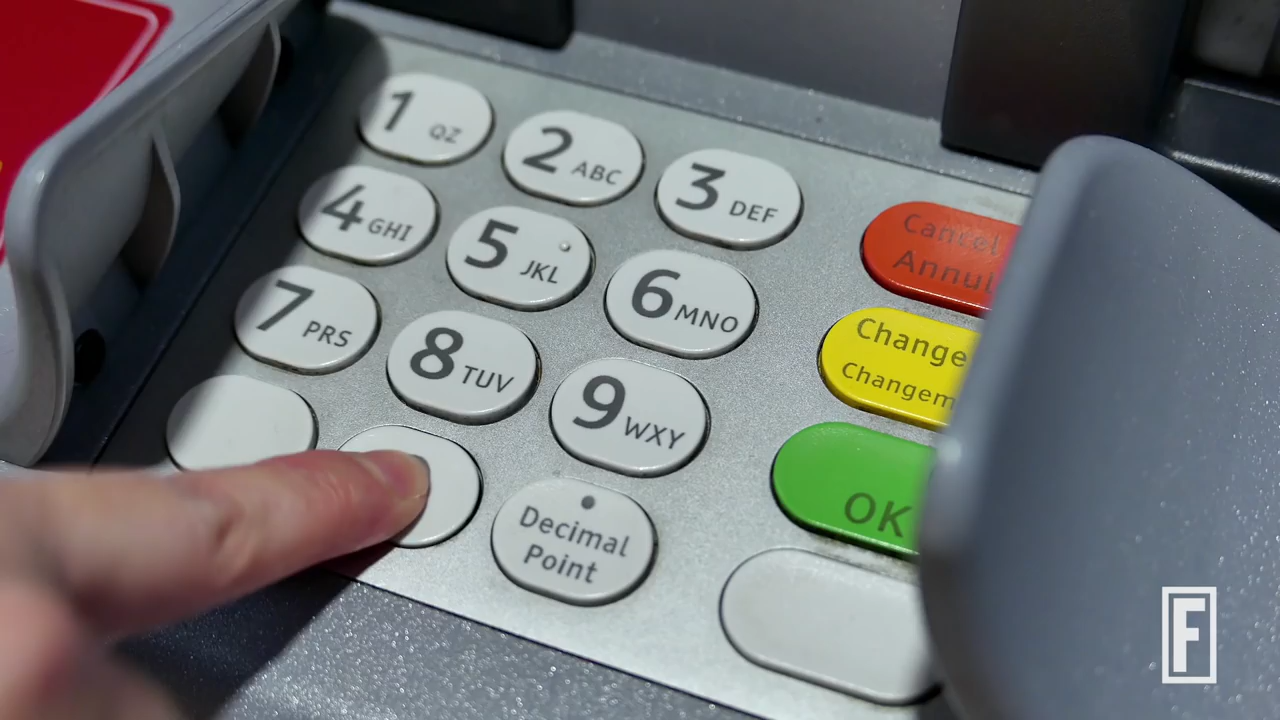 1 QZ
2 ABC
3 DEF
4 GHI
5 JKL
6 MNO
7 PRS
8 TUV
9 WXY
Decimal
Point
Cancel
Annul
Change
Changem
OK
F